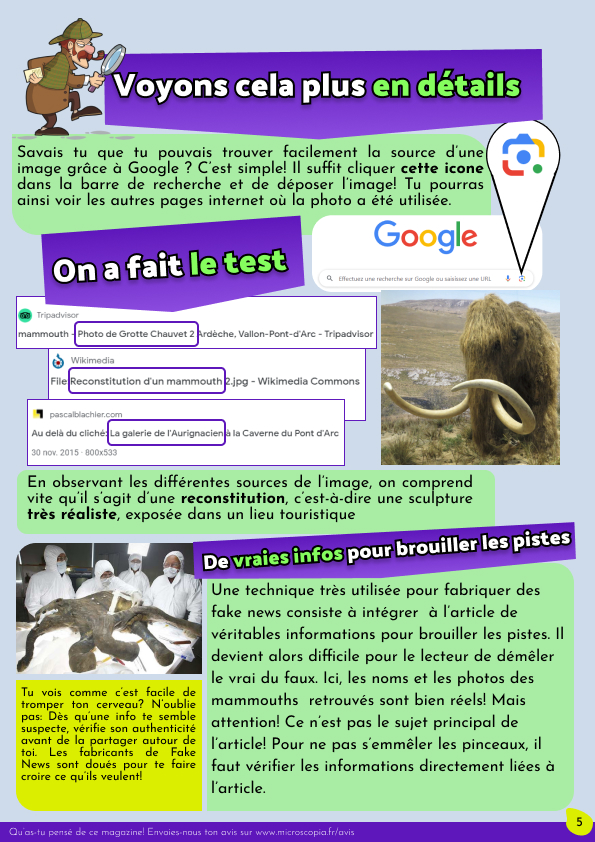 Voyons cela plus en détails
Savais tu que tu pouvais trouver facilement la source d'une
image grâce à Google ? C'est simple! Il suffit cliquer cette icone
dans la barre de recherche et de déposer l'image! Tu pourras
ainsi voir les autres pages internet où la photo a été utilisée.
Google
Effectuez une recherche sur Google ou saisissez une URL
On a fait le test
Tripadvisor
mammouth - Photo de Grotte Chauvet 2 Ardèche, Vallon-Pont-d'Arc - Tripadvisor
Wikimedia
File:Reconstitution d'un mammouth 2.jpg - Wikimedia Commons
pascalblachier.com
Au delà du cliché: La galerie de l'Aurignacien à la Caverne du Pont d'Arc
30 nov. 2015 · 800x533
En observant les différentes sources de l'image, on comprend
vite qu'il s'agit d'une reconstitution, c'est-à-dire une sculpture
très réaliste, exposée dans un lieu touristique
De vraies infos pour brouiller les pistes
Une technique très utilisée pour fabriquer des
fake news consiste à intégrer à l'article de
véritables informations pour brouiller les pistes. Il
devient alors difficile pour le lecteur de démêler
le vrai du faux. Ici, les noms et les photos des
mammouths retrouvés sont bien réels! Mais
attention! Ce n'est pas le sujet principal de
l'article! Pour ne pas s'emmêler les pinceaux, il
faut vérifier les informations directement liées à
l'article.
Tu vois comme c'est facile de
tromper ton cerveau? N'oublie
pas: Dès qu'une info te semble
suspecte, vérifie son authenticité
avant de la partager autour de
toi. Les fabricants de Fake
News sont doués pour te faire
croire ce qu'ils veulent!
5
Qu'as-tu pensé de ce magazine! Envoies-nous ton avis sur www.microscopia.fr/avis